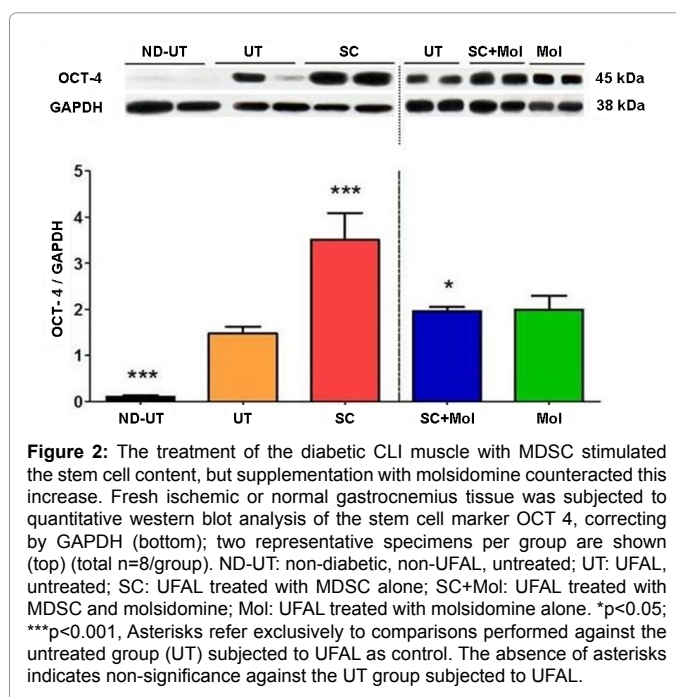 ND-UT UT SC UT SC+Mol Mol
OCT-4 45 kDa
GAPDH 38 kDa
5
4
3
2
1
0
OCT- 4 / GAPDH
***
***
*
ND-UT UT SC SC+Mol Mol
Figure 2: The treatment of the diabetic CLI muscle with MDSC stimulated
the stem cell content, but supplementation with molsidomine counteracted this
increase. Fresh ischemic or normal gastrocnemius tissue was subjected to
quantitative western blot analysis of the stem cell marker OCT 4, correcting
by GAPDH (bottom); two representative specimens per group are shown
(top) (total n=8/group). ND-UT: non-diabetic, non-UFAL, untreated; UT: UFAL,
untreated; SC: UFAL treated with MDSC alone; SC+Mol: UFAL treated with
MDSC and molsidomine; Mol: UFAL treated with molsidomine alone. *p<0.05;
***p<0.001, Asterisks refer exclusively to comparisons performed against the
untreated group (UT) subjected to UFAL as control. The absence of asterisks
indicates non-significance against the UT group subjected to UFAL.